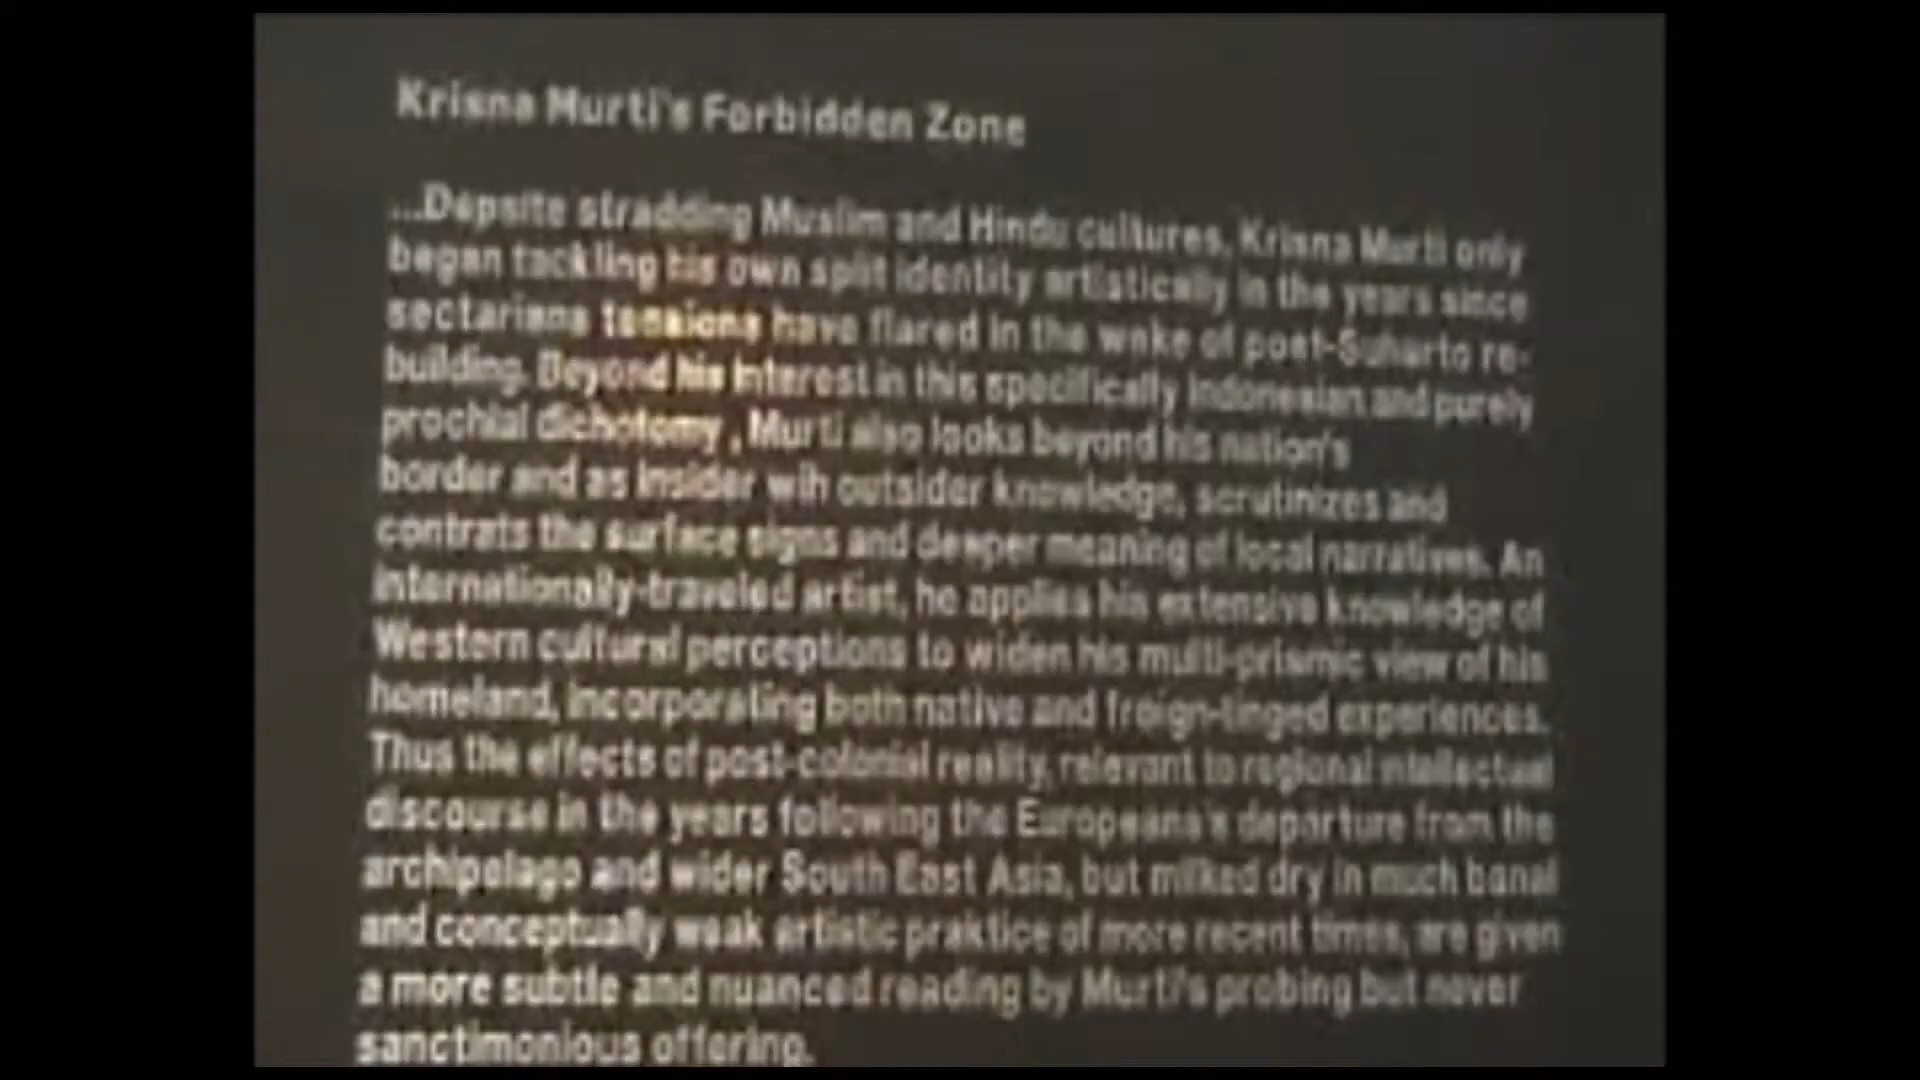 Krisna Murti's Forbidden Zone
...Depsite stradding Muslim and Hindu cultures, Krisna Murti only
began tackling his own split identity artistically in the years since
sectarians tensions have flared in the wake of post-Suharto re-
building. Beyond his interest in this specifically Indonesian and purely
prochial dichotomy , Murti also looks beyond his nation's
border and as insider wih outsider knowledge, scrutinizes and
contrats the surface signs and deeper meaning of local narratives. An
internationally-traveled artist, he applies his extensive knowledge of
Western cultural perceptions to widen his multi-prismic view of his
homeland, incorporating both native and froign-tinged experiences.
Thus the effects of post-colonial reality, relevant to regional intellectual
discourse in the years following the Europeans's departure from the
archipelago and wider South East Asia, but milked dry in much banal
and conceptually weak artistic praktice of more recent times, are given
a more subtle and nuanced reading by Murti's probing but never
sanctimonious offering.